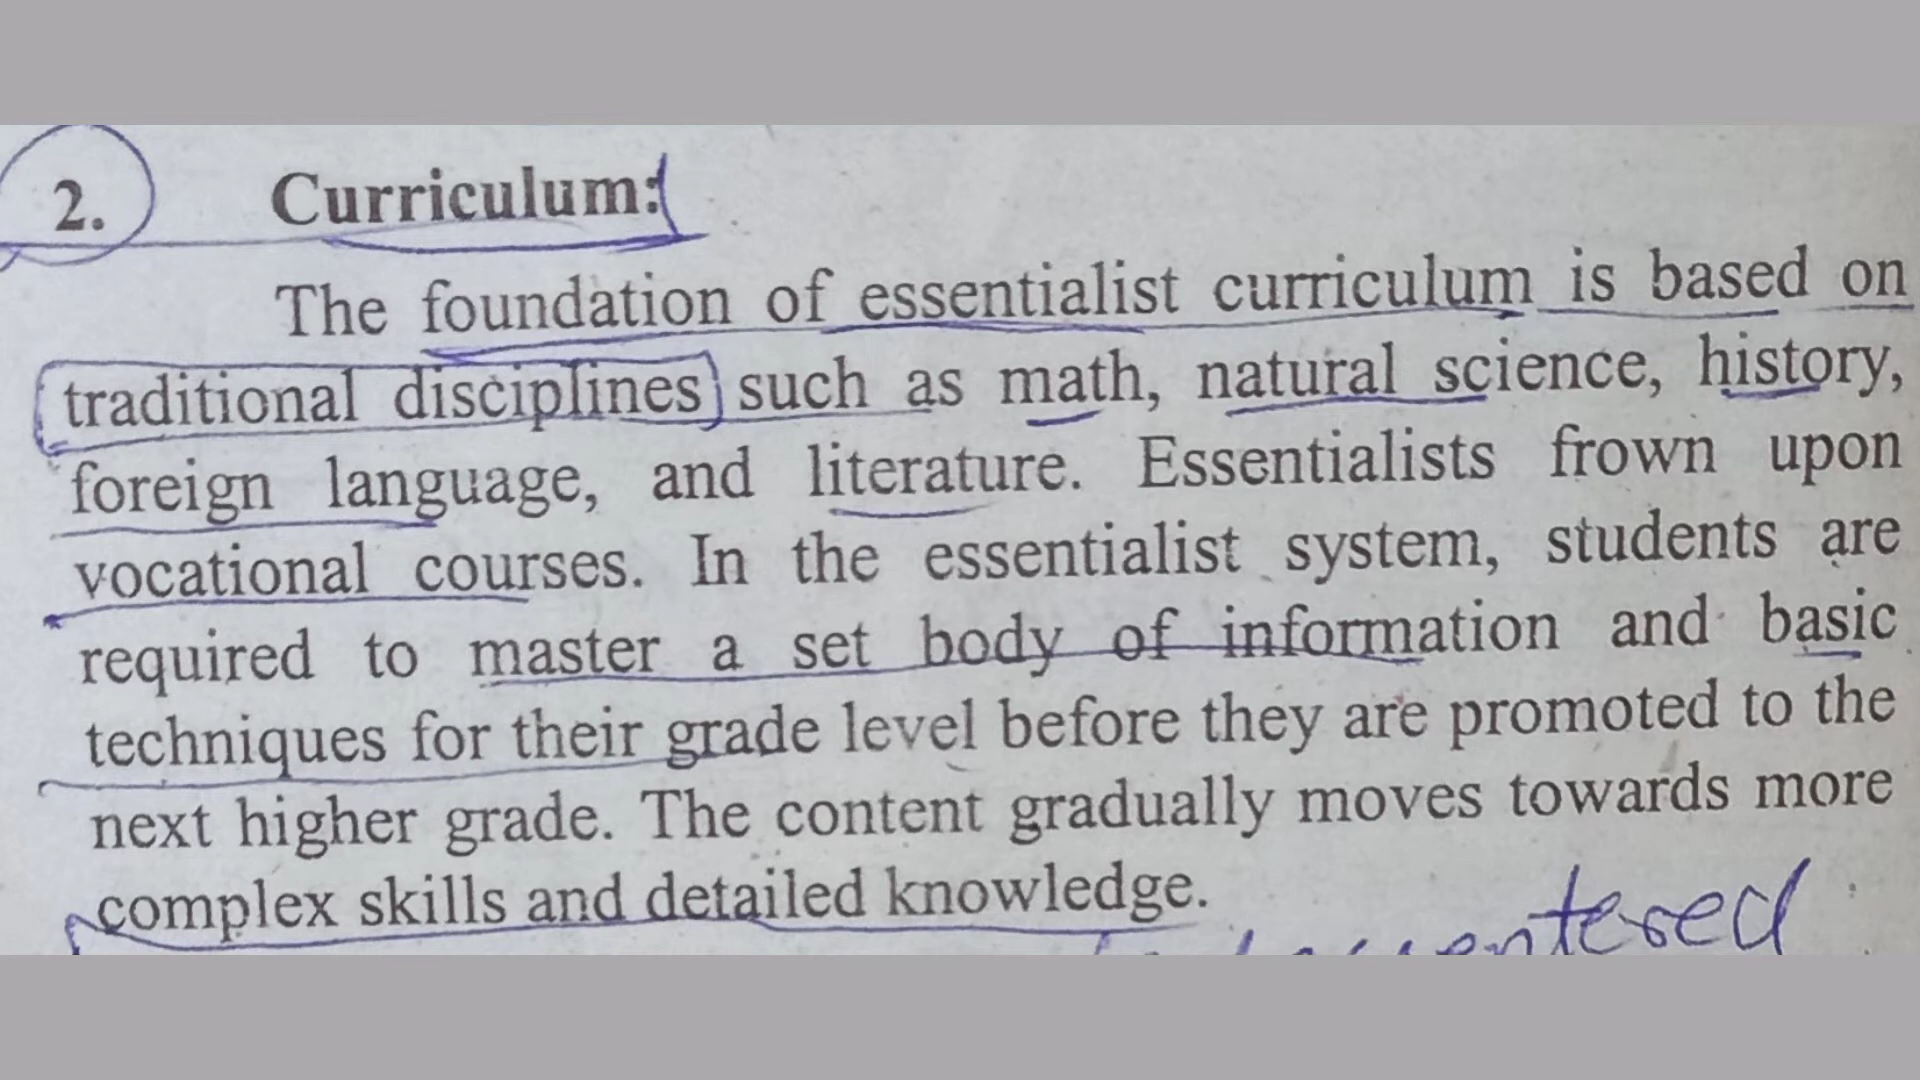 2. Curriculum:
The foundation of essentialist curriculum is based on
traditional disciplines such as math, natural science, history,
foreign language, and literature. Essentialists frown upon
vocational courses. In the essentialist system, students are
required to master a set body of information and basic
techniques for their grade level before they are promoted to the
next higher grade. The content gradually moves towards more
complex skills and detailed knowledge.